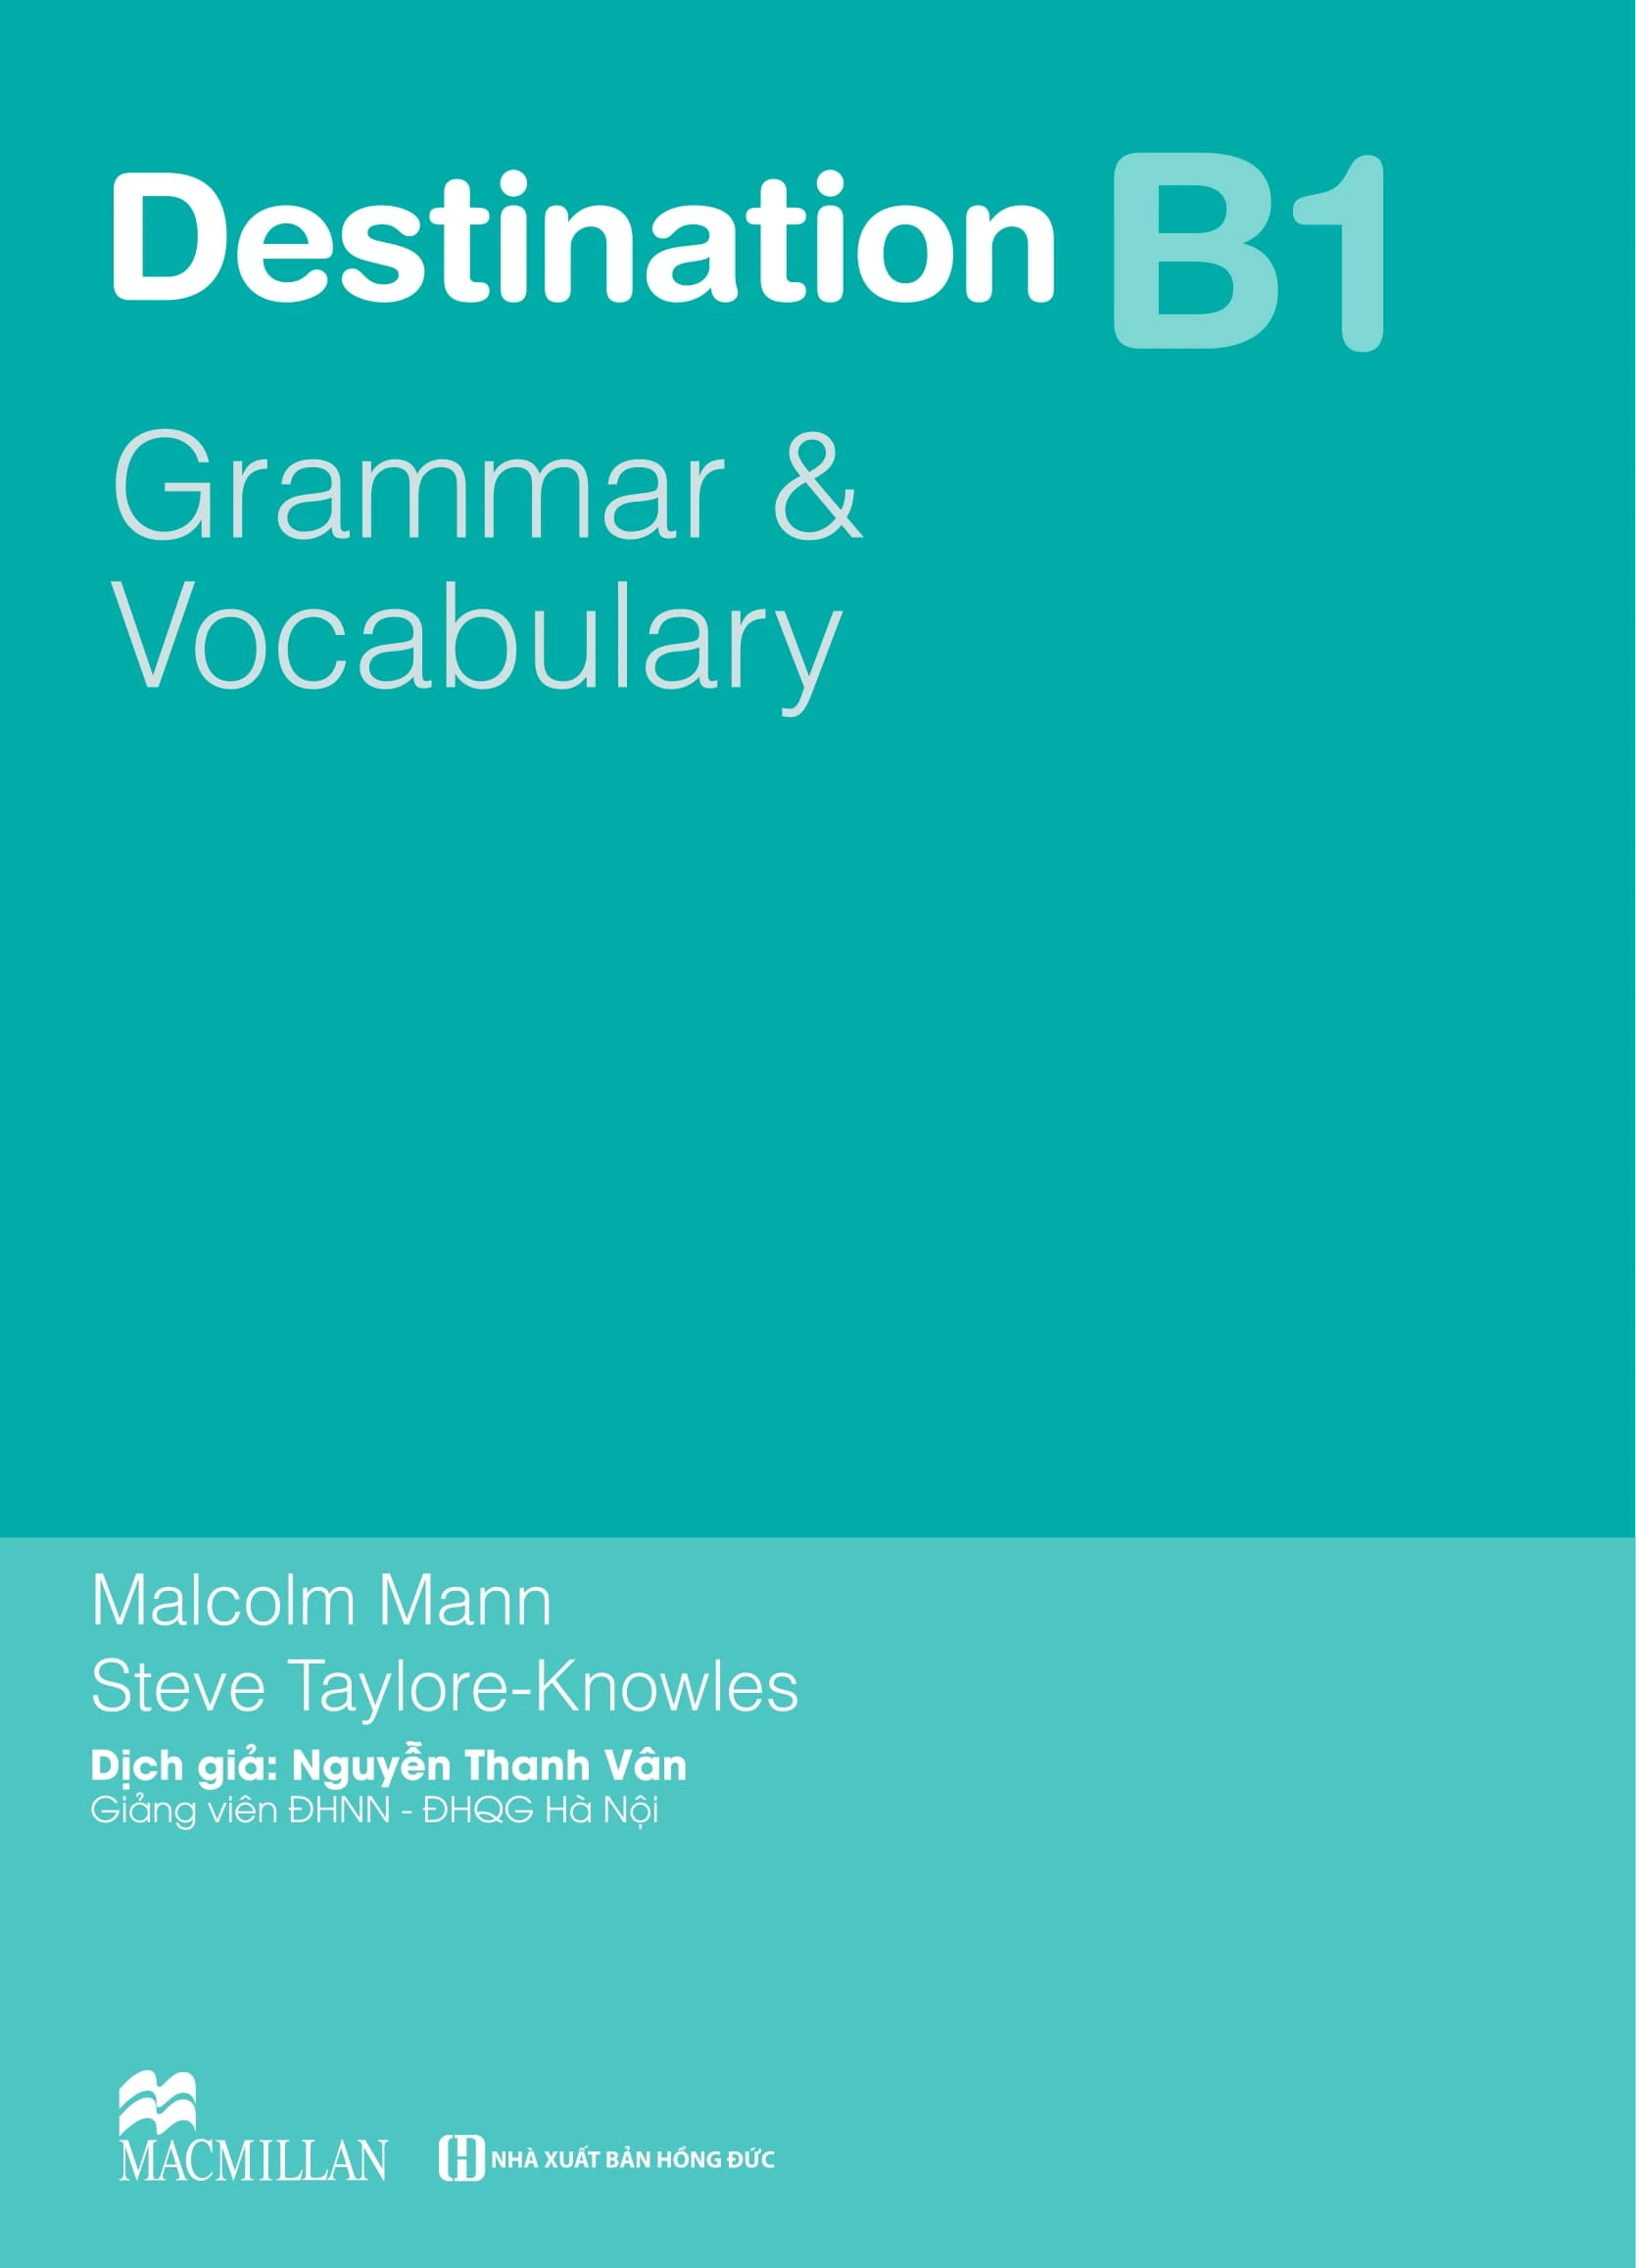 Destination B1
Grammar &
Vocabulary
Malcolm Mann
Steve Taylore-Knowles
Dịch giả: Nguyễn Thanh Vân
Giảng viên ĐHNN - ĐHQG Hà Nội
MACMILLAN
NHÀ XUẤT BẢN HỒNG ĐỨC